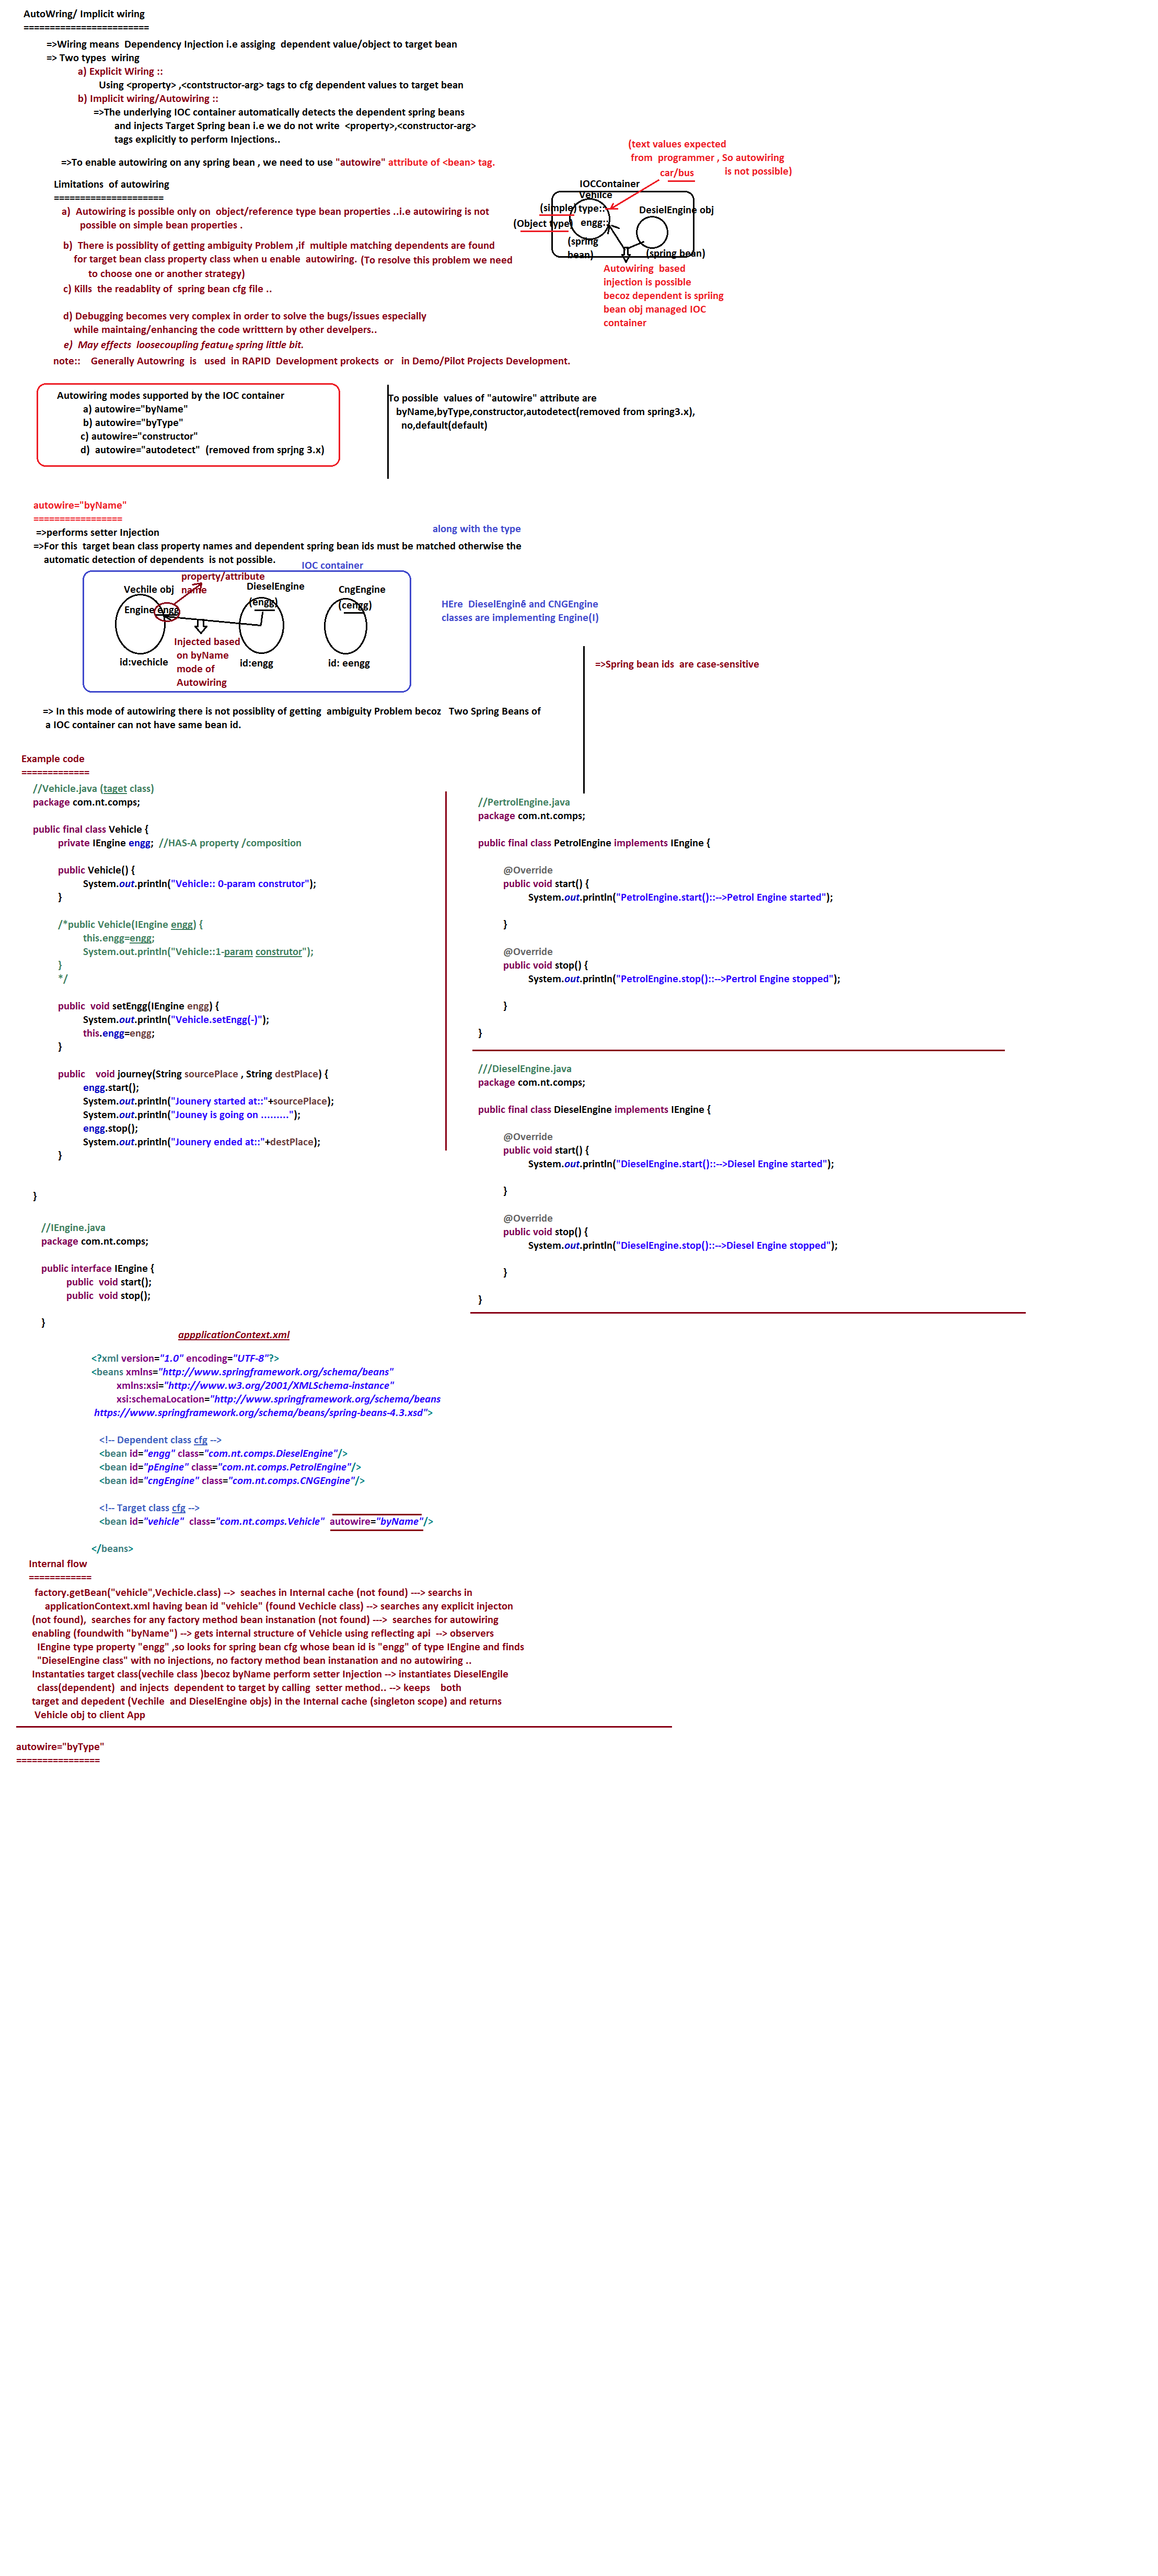 AutoWring/ Implicit wiring
========================
=>Wiring means  Dependency Injection i.e assiging  dependent value/object to target bean
=> Two types  wiring
a) Explicit Wiring ::
Using <property> ,<contstructor-arg> tags to cfg dependent values to target bean
b) Implicit wiring/Autowiring ::
=>The underlying IOC container automatically detects the dependent spring beans
and injects Target Spring bean i.e we do not write  <property>,<constructor-arg>
tags explicitly to perform Injections..
=>To enable autowiring on any spring bean , we need to use "autowire" attribute of <bean> tag.
(text values expected
from  programmer , So autowiring
car/bus is not possible)
IOCContainer
Vehilce
(simple) type::
(Object type) engg::
(spring
bean)
DesielEngine obj
(spring bean)
Autowiring  based
injection is possible
becoz dependent is spriing
bean obj managed IOC
container
Limitations  of autowiring
=====================
a)  Autowiring is possible only on  object/reference type bean properties ..i.e autowiring is not
possible on simple bean properties .
b)  There is possiblity of getting ambiguity Problem ,if  multiple matching dependents are found
for target bean class property class when u enable  autowiring. (To resolve this problem we need
to choose one or another strategy)
c) Kills  the readablity of  spring bean cfg file ..
d) Debugging becomes very complex in order to solve the bugs/issues especially
while maintaing/enhancing the code writttern by other develpers..
e)  May effects  loosecoupling feature spring little bit.
note::    Generally Autowring  is   used  in RAPID  Development prokects  or   in Demo/Pilot Projects Development.
Autowiring modes supported by the IOC container
a) autowire="byName"
b) autowire="byType"
c) autowire="constructor"
d)  autowire="autodetect"  (removed from sprjng 3.x)
To possible  values of "autowire" attribute are
byName,byType,constructor,autodetect(removed from spring3.x),
no,default(default)
autowire="byName"
=================
=>performs setter Injection
along with the type
=>For this  target bean class property names and dependent spring bean ids must be matched otherwise the
automatic detection of dependents  is not possible.
IOC container
property/attribute
name
Vechile obj
Engine engg
id:vechicle
DieselEngine
(engg)
id:engg
CngEngine
(cengg)
id: eengg
Injected based
on byName
mode of
Autowiring
HEre  DieselEngine and CNGEngine
classes are implementing Engine(I)
=>Spring bean ids  are case-sensitive
=> In this mode of autowiring there is not possiblity of getting  ambiguity Problem becoz   Two Spring Beans of
a IOC container can not have same bean id.
Example code
=============
//Vehicle.java (taget class)
package com.nt.comps;
public final class Vehicle {
private IEngine engg;  //HAS-A property /composition
public Vehicle() {
System.out.println("Vehicle:: 0-param construtor");
}
/*public Vehicle(IEngine engg) {
this.engg=engg;
System.out.println("Vehicle::1-param construtor");
}
*/
public  void setEngg(IEngine engg) {
System.out.println("Vehicle.setEngg(-)");
this.engg=engg;
}
public    void journey(String sourcePlace , String destPlace) {
engg.start();
System.out.println("Jounery started at::"+sourcePlace);
System.out.println("Jouney is going on .........");
engg.stop();
System.out.println("Jounery ended at::"+destPlace);
}
}
//IEngine.java
package com.nt.comps;
public interface IEngine {
public  void start();
public  void stop();
}
//PertrolEngine.java
package com.nt.comps;
public final class PetrolEngine implements IEngine {
@Override
public void start() {
System.out.println("PetrolEngine.start()::-->Petrol Engine started");
}
@Override
public void stop() {
System.out.println("PetrolEngine.stop()::-->Pertrol Engine stopped");
}
}
///DieselEngine.java
package com.nt.comps;
public final class DieselEngine implements IEngine {
@Override
public void start() {
System.out.println("DieselEngine.start()::-->Diesel Engine started");
}
@Override
public void stop() {
System.out.println("DieselEngine.stop()::-->Diesel Engine stopped");
}
}
appplicationContext.xml
<?xml version="1.0" encoding="UTF-8"?>
<beans xmlns="http://www.springframework.org/schema/beans"
xmlns:xsi="http://www.w3.org/2001/XMLSchema-instance"
xsi:schemaLocation="http://www.springframework.org/schema/beans
https://www.springframework.org/schema/beans/spring-beans-4.3.xsd">
<!-- Dependent class cfg -->
<bean id="engg" class="com.nt.comps.DieselEngine"/>
<bean id="pEngine" class="com.nt.comps.PetrolEngine"/>
<bean id="cngEngine" class="com.nt.comps.CNGEngine"/>
<!-- Target class cfg -->
<bean id="vehicle"  class="com.nt.comps.Vehicle"  autowire="byName"/>
</beans>
Internal flow
============
factory.getBean("vehicle",Vechicle.class) -->  seaches in Internal cache (not found) ---> searchs in
applicationContext.xml having bean id "vehicle" (found Vechicle class) --> searches any explicit injecton
(not found),  searches for any factory method bean instanation (not found) --->  searches for autowiring
enabling (foundwith "byName") --> gets internal structure of Vehicle using reflecting api  --> observers
IEngine type property "engg" ,so looks for spring bean cfg whose bean id is "engg" of type IEngine and finds
"DieselEngine class" with no injections, no factory method bean instanation and no autowiring ..
Instantaties target class(vechile class )becoz byName perform setter Injection --> instantiates DieselEngile
class(dependent)  and injects  dependent to target by calling  setter method.. --> keeps    both
target and depedent (Vechile  and DieselEngine objs) in the Internal cache (singleton scope) and returns
Vehicle obj to client App
autowire="byType"
================